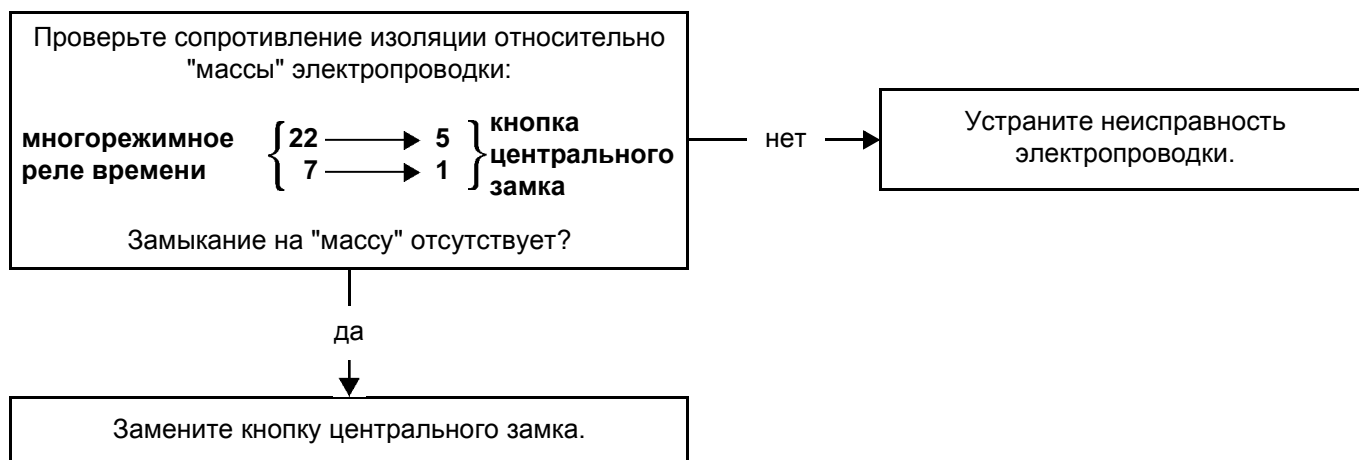 Проверьте сопротивление изоляции относительно
"массы" электропроводки:
многорежимное
реле времени
22 5
7 1
кнопка
центрального
замка
Замыкание на "массу" отсутствует?
нет
Устраните неисправность
электропроводки.
да
Замените кнопку центрального замка.